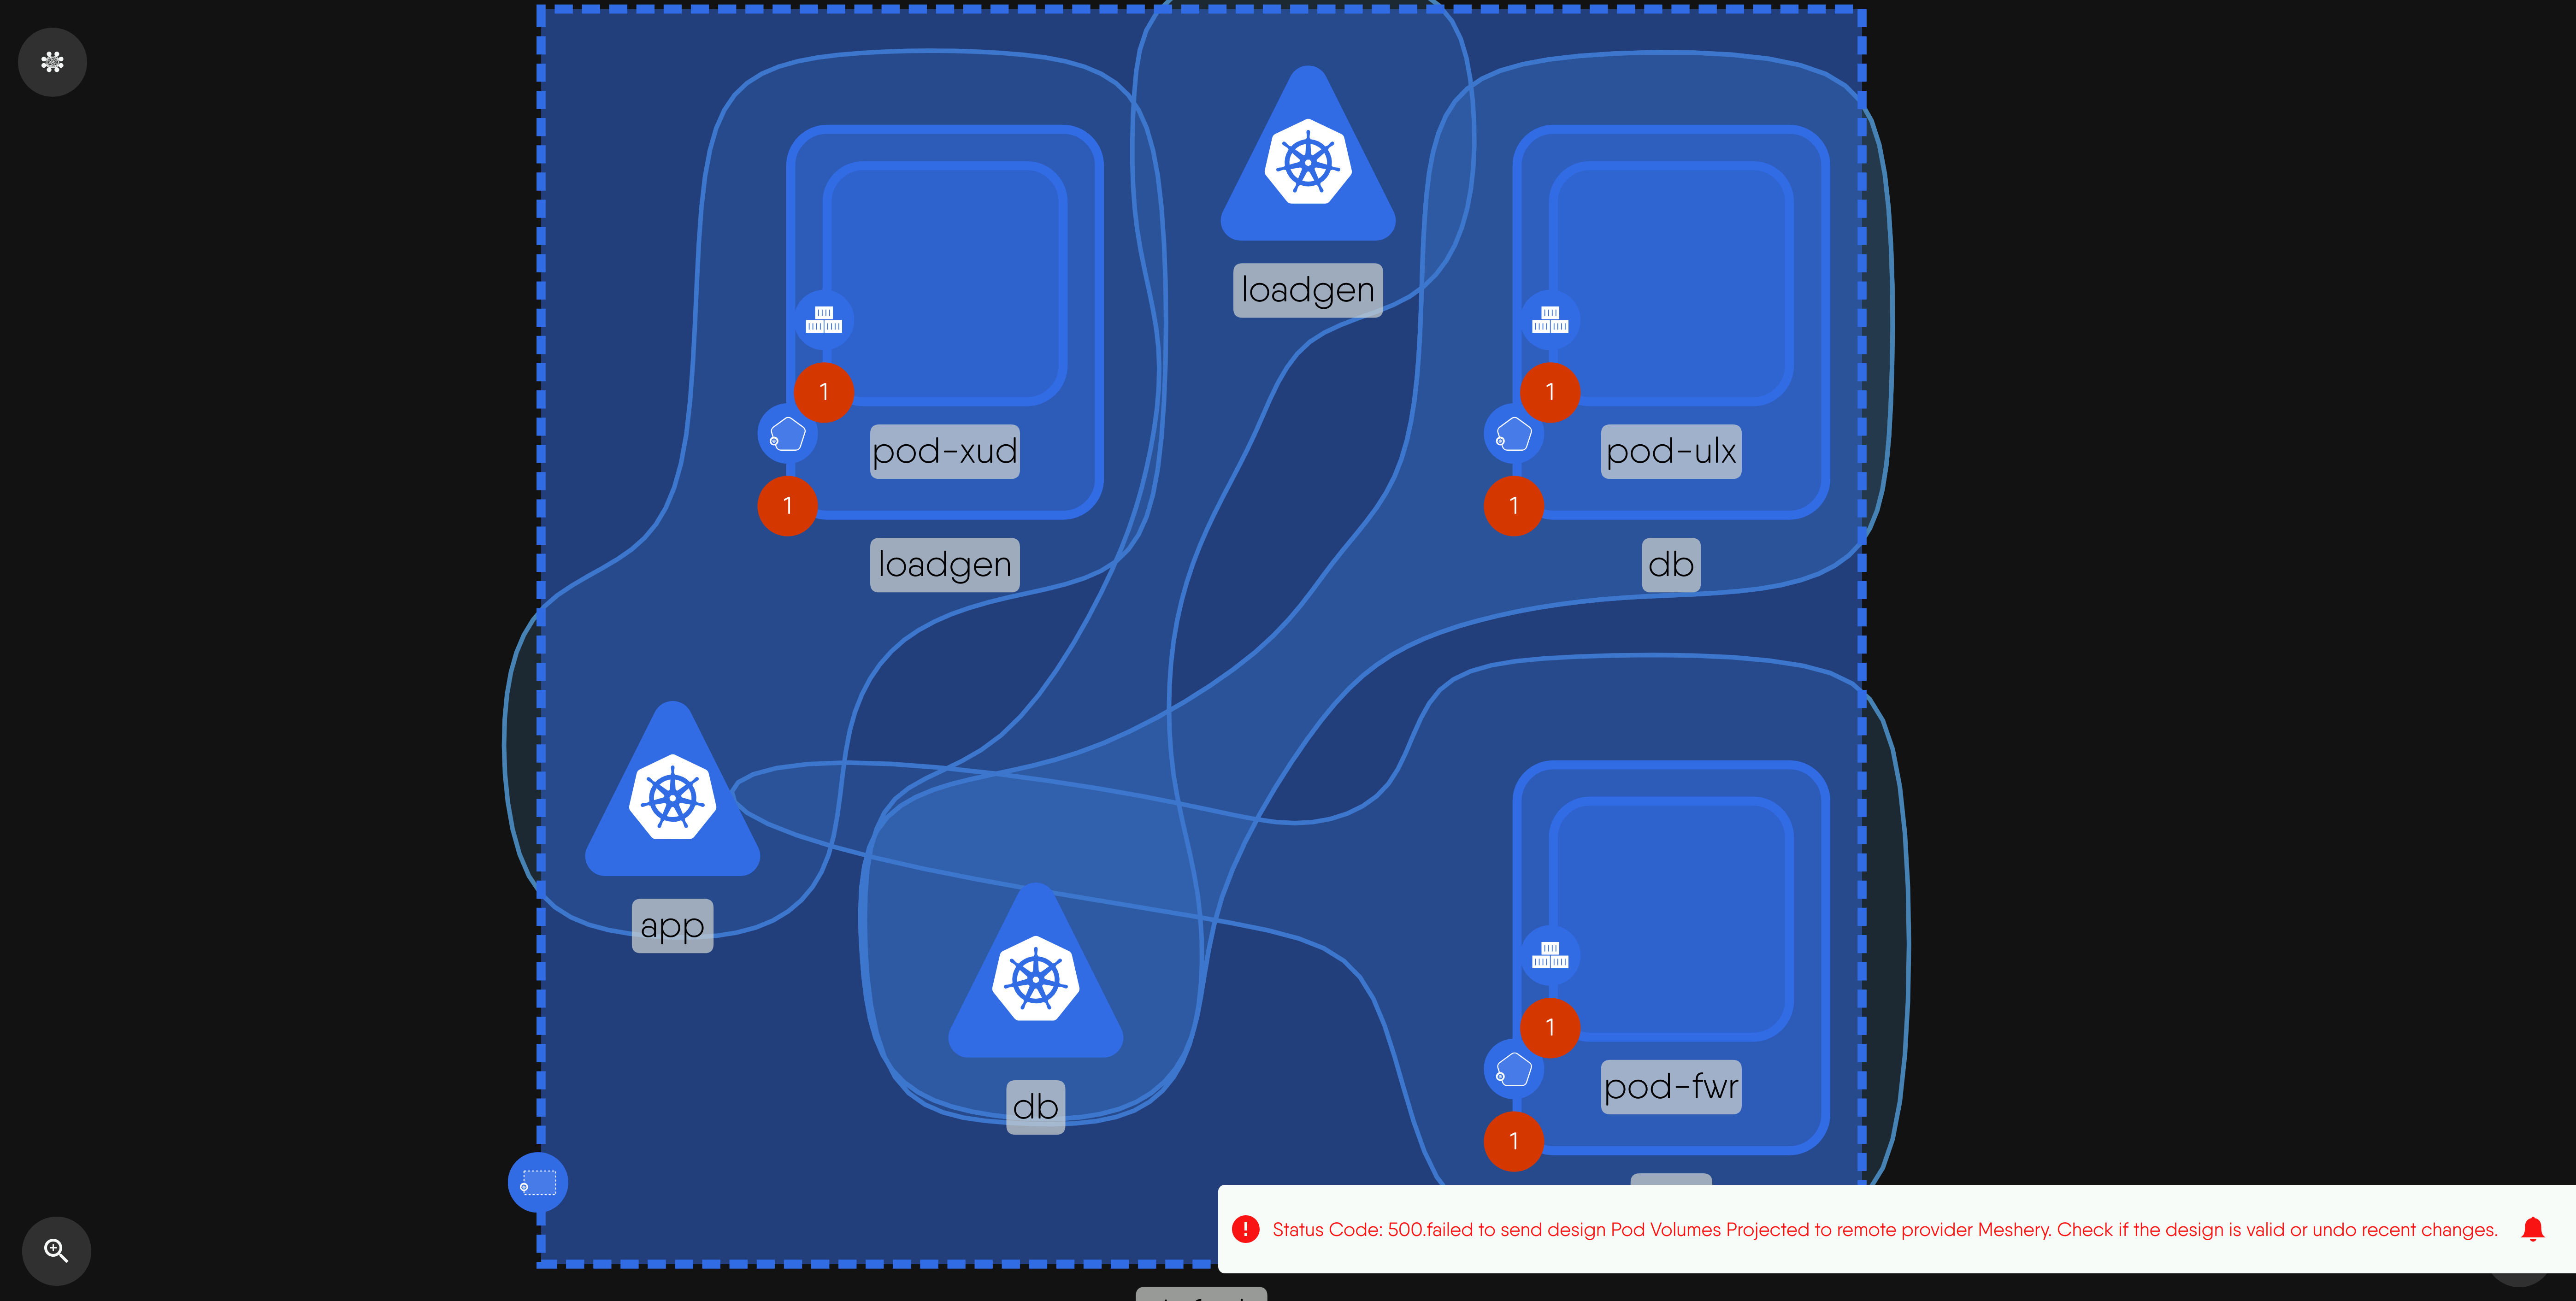 loadgen
1
1
pod-xud
pod-ulx
1
1
loadgen
db
app
1
pod-fwr
db
1
Status Code: 500.failed to send design Pod Volumes Projected to remote provider Meshery. Check if the design is valid or undo recent changes.